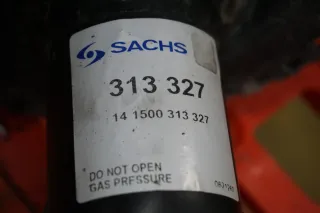 SACHS
313 327
14 1500 313 327
DO NOT OPEN
GAS PRESSURE